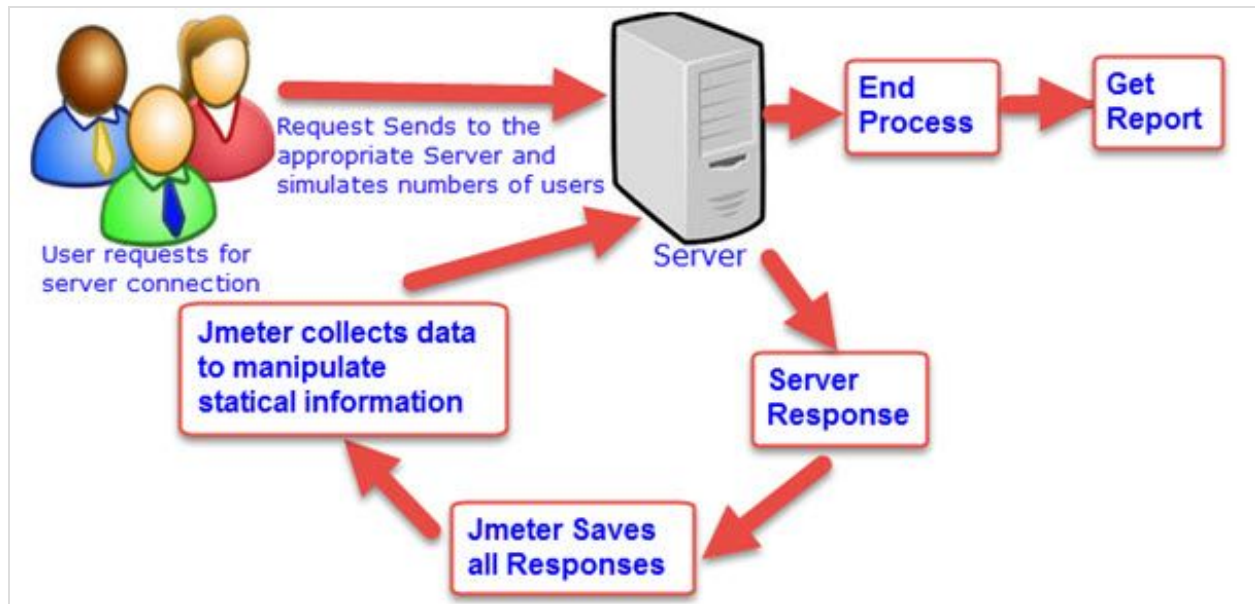 Request Sends to the
appropriate Server and
simulates numbers of users
User requests for
server connection
Server
End
Process
Get
Report
Server
Response
Jmeter Saves
all Responses
Jmeter collects data
to manipulate
statical information